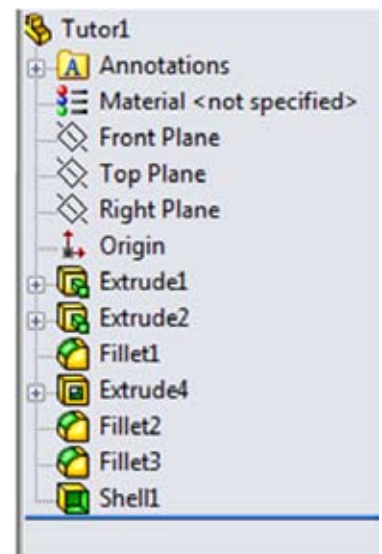 Tutor1
A Annotations
Material <not specified>
Front Plane
Top Plane
Right Plane
Origin
Extrude1
Extrude2
Fillet1
Extrude4
Fillet2
Fillet3
Shell1